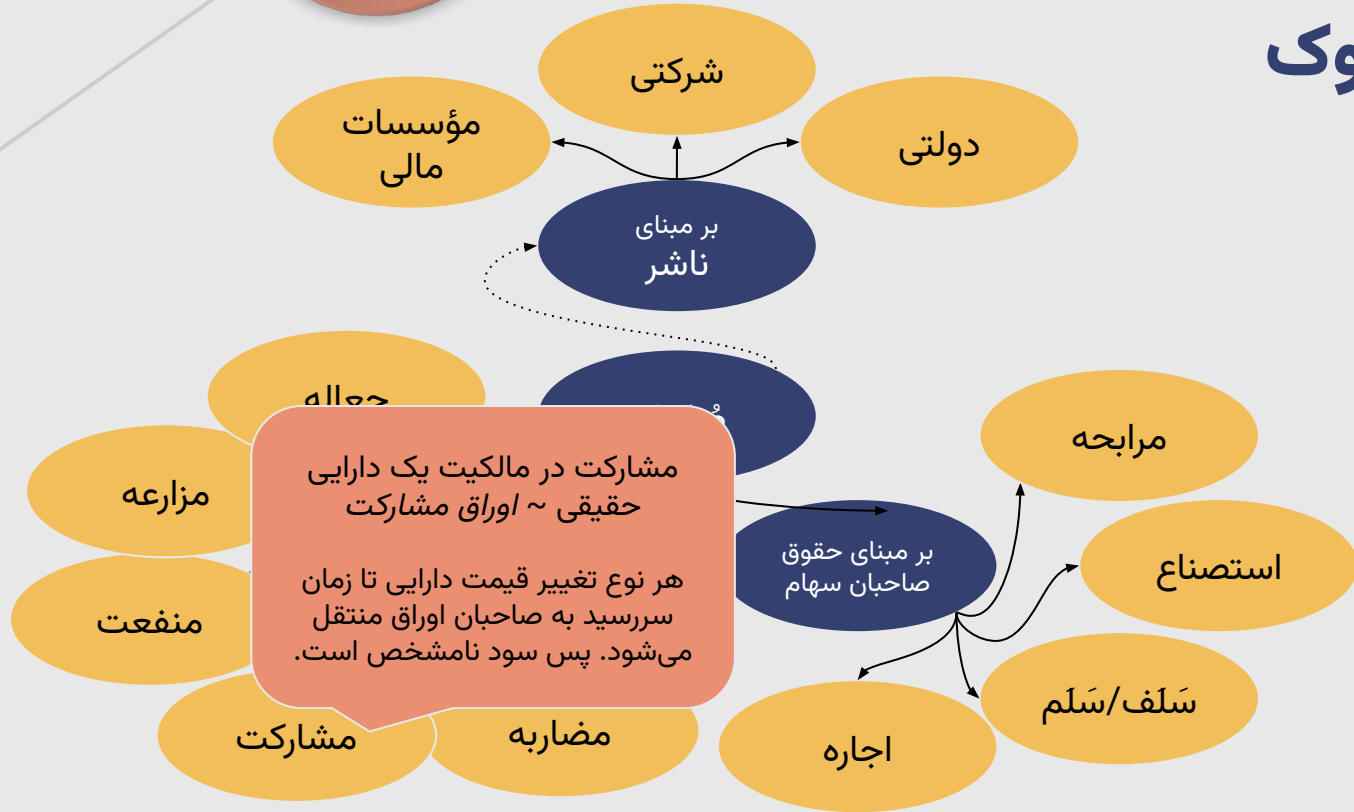 شرکتی
مؤسسات
مالی
دولتی
بر مبنای
ناشر
جعاله
مرابحه
مزارعه
مشارکت در مالکیت یک دارایی
حقیقی ~ اوراق مشارکت
هر نوع تغییر قیمت دارایی تا زمان
سررسید به صاحبان اوراق منتقل
می‌شود. پس سود نامشخص است.
بر مبنای حقوق
صاحبان سهام
استصناع
منفعت
سَلَف/سَلَم
مشارکت
مضاربه
اجاره